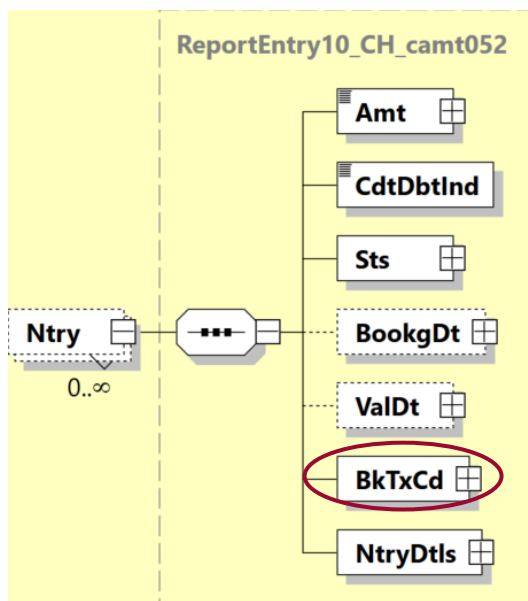 ReportEntry10_CH_camt052
Amt
CdtDbtInd
Sts
Ntry
0..∞
BookgDt
ValDt
BkTxCd
NtryDtls